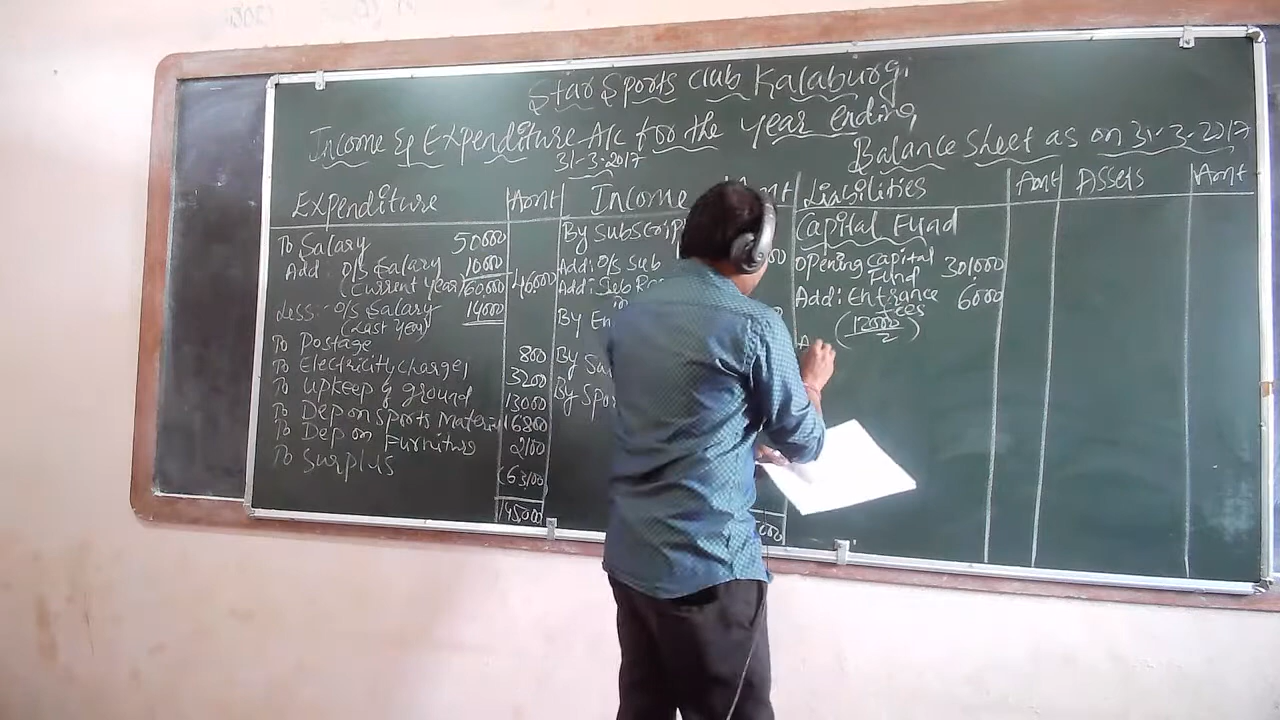 Star Sports Club Kalaburgi
Income & Expenditure A/c for the year ending
31-3-2017
Expenditure Amt Income Amt
To Salary 50000
Add: O/s Salary 10000
(Current year) 60000 46000
Less:- O/s Salary 14000
(Last year)
To Postage 800
To Electricity charges 3200
To Upkeep of ground 13000
To Dep on Sports Material 16800
To Dep on Furniture 2100
To Surplus 63100
145000
By Subscrip
Add: O/s Sub
Add: Sub
By En
By
By Spo
Balance Sheet as on 31-3-2017
Liabilities Amt Assets Amt
Capital Fund
Opening Capital 301000
Fund
Add: Entrance 6000
fees
(12000/2)
A